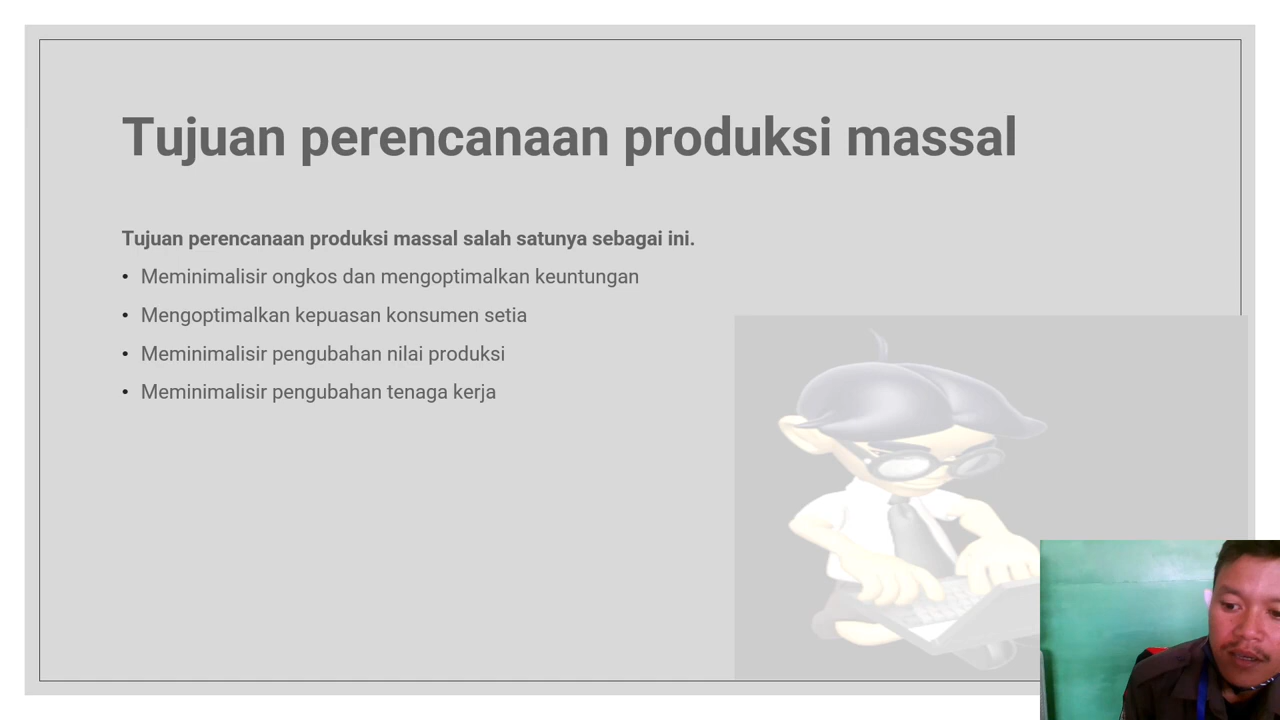 Tujuan perencanaan produksi massal
Tujuan perencanaan produksi massal salah satunya sebagai ini.
• Meminimalisir ongkos dan mengoptimalkan keuntungan
• Mengoptimalkan kepuasan konsumen setia
• Meminimalisir pengubahan nilai produksi
• Meminimalisir pengubahan tenaga kerja